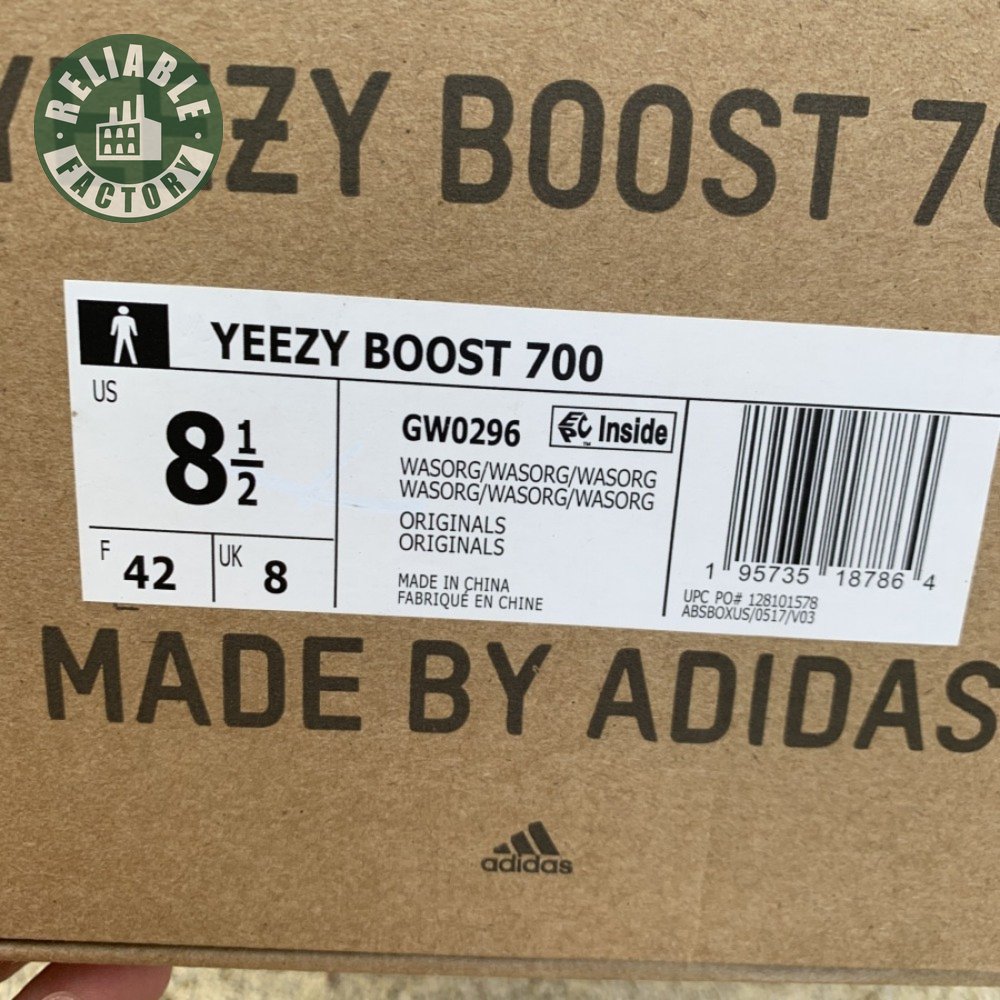 RELIABLE
FACTORY
YEEZY BOOST 70
YEEZY BOOST 700
US
8 1/2
F
42
UK
8
GW0296
EPC Inside
WASORG/WASORG/WASORG
WASORG/WASORG/WASORG
ORIGINALS
ORIGINALS
MADE IN CHINA
FABRIQUÉ EN CHINE
1 95735 18786 4
UPC PO# 128101578
ABSBOXUS/0517/V03
MADE BY ADIDAS
adidas